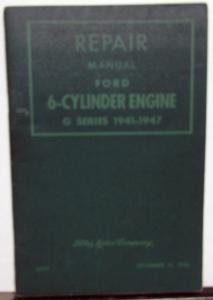 REPAIR
MANUAL
FORD
6-CYLINDER ENGINE
G SERIES 1941-1947
Ford Motor Company